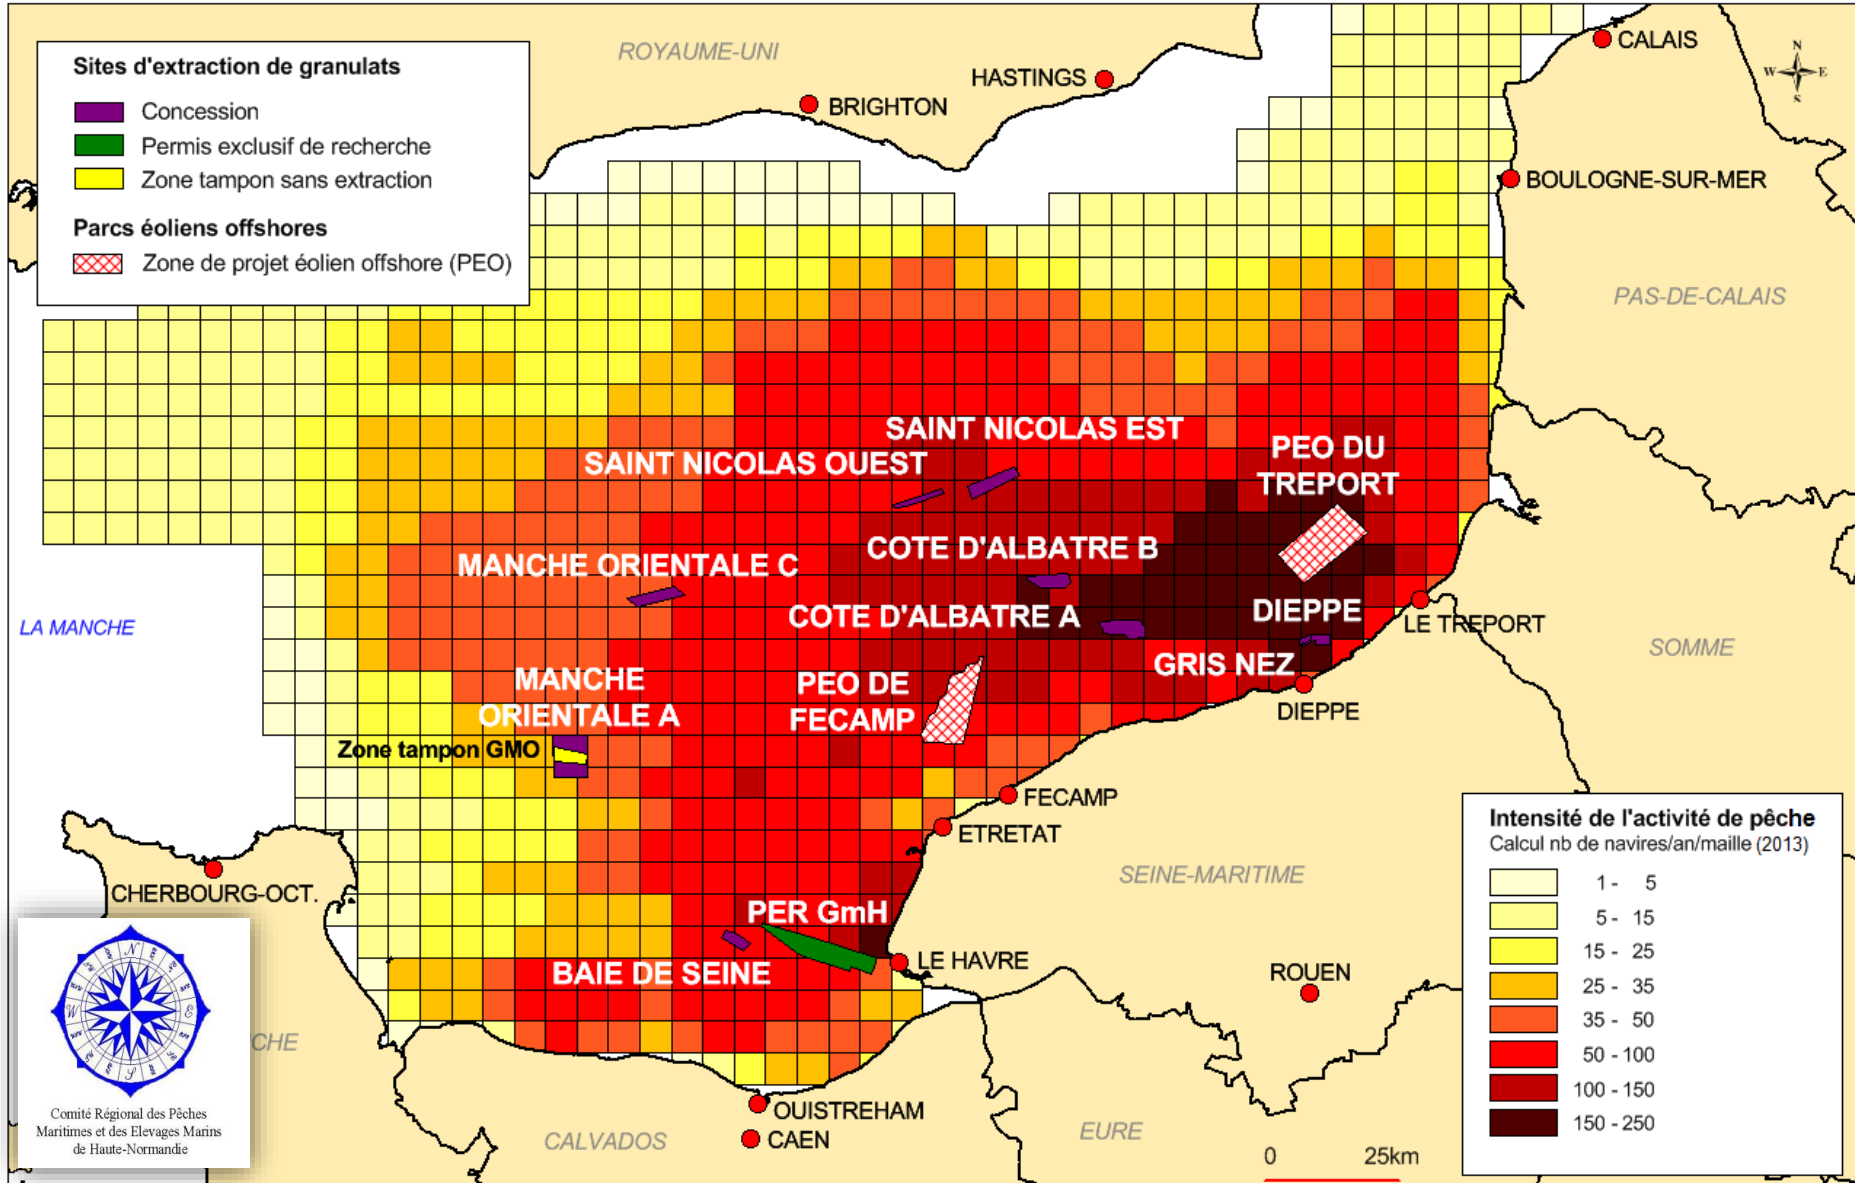 Sites d'extraction de granulats
Concession
Permis exclusif de recherche
Zone tampon sans extraction
Parcs éoliens offshores
Zone de projet éolien offshore (PEO)
ROYAUME-UNI
HASTINGS
BRIGHTON
CALAIS
N
W E
S
BOULOGNE-SUR-MER
PAS-DE-CALAIS
SAINT NICOLAS EST
SAINT NICOLAS OUEST
PEO DU
TREPORT
COTE D'ALBATRE B
MANCHE ORIENTALE C
COTE D'ALBATRE A
DIEPPE
LE TREPORT
LA MANCHE
SOMME
GRIS NEZ
MANCHE
ORIENTALE A
PEO DE
FECAMP
DIEPPE
Zone tampon GMO
FECAMP
ETRETAT
SEINE-MARITIME
CHERBOURG-OCT.
PER GmH
LE HAVRE
BAIE DE SEINE
ROUEN
CHE
OUISTREHAM
CAEN
CALVADOS
EURE
0 25km
Intensité de l'activité de pêche
Calcul nb de navires/an/maille (2013)
1 - 5
5 - 15
15 - 25
25 - 35
35 - 50
50 - 100
100 - 150
150 - 250
N
W E
S
Comité Régional des Pêches
Maritimes et des Elevages Marins
de Haute-Normandie